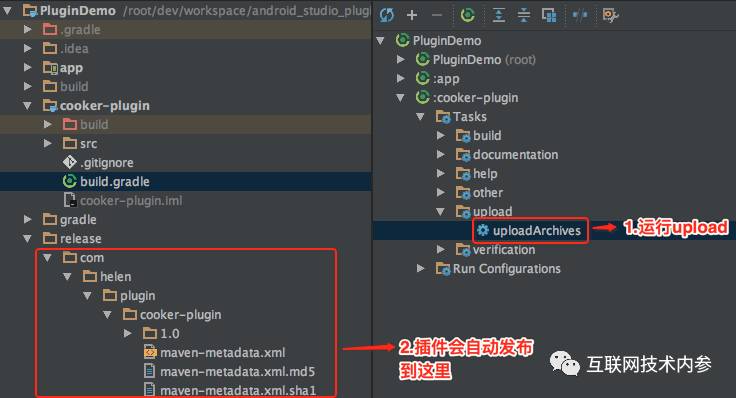 PluginDemo /root/dev/workspace/android_studio_plugi
.gradle
.idea
app
build
cooker-plugin
build
src
.gitignore
build.gradle
cooker-plugin.iml
gradle
release
com
helen
plugin
cooker-plugin
1.0
maven-metadata.xml
maven-metadata.xml.md5
maven-metadata.xml.sha1
PluginDemo
PluginDemo (root)
:app
:cooker-plugin
Tasks
build
documentation
help
other
upload
uploadArchives
verification
Run Configurations
1.运行upload
2.插件会自动发布
到这里
互联网技术内参